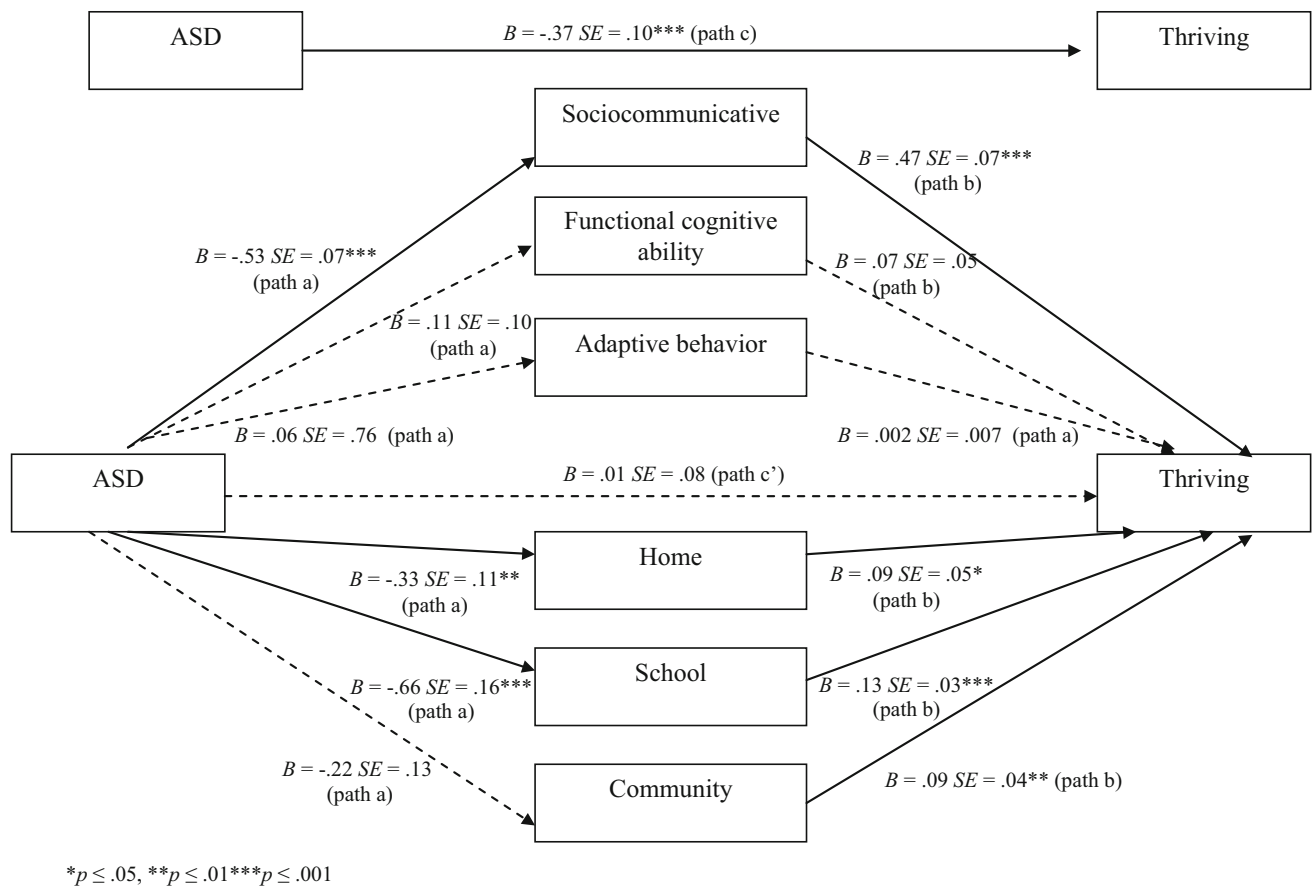 ASD
B = -.37 SE = .10*** (path c)
Thriving
Sociocommunicative
B = .47 SE = .07***
(path b)
Functional cognitive
ability
B = -.53 SE = .07***
(path a)
B = .07 SE = .05
(path b)
B = .11 SE = .10
(path a)
Adaptive behavior
B = .06 SE = .76 (path a)
B = .002 SE = .007 (path a)
ASD
B = .01 SE = .08 (path c’)
Thriving
Home
B = -.33 SE = .11**
(path a)
B = .09 SE = .05*
(path b)
School
B = -.66 SE = .16***
(path a)
B = .13 SE = .03***
(path b)
B = -.22 SE = .13
(path a)
Community
B = .09 SE = .04** (path b)
*p ≤ .05, **p ≤ .01***p ≤ .001